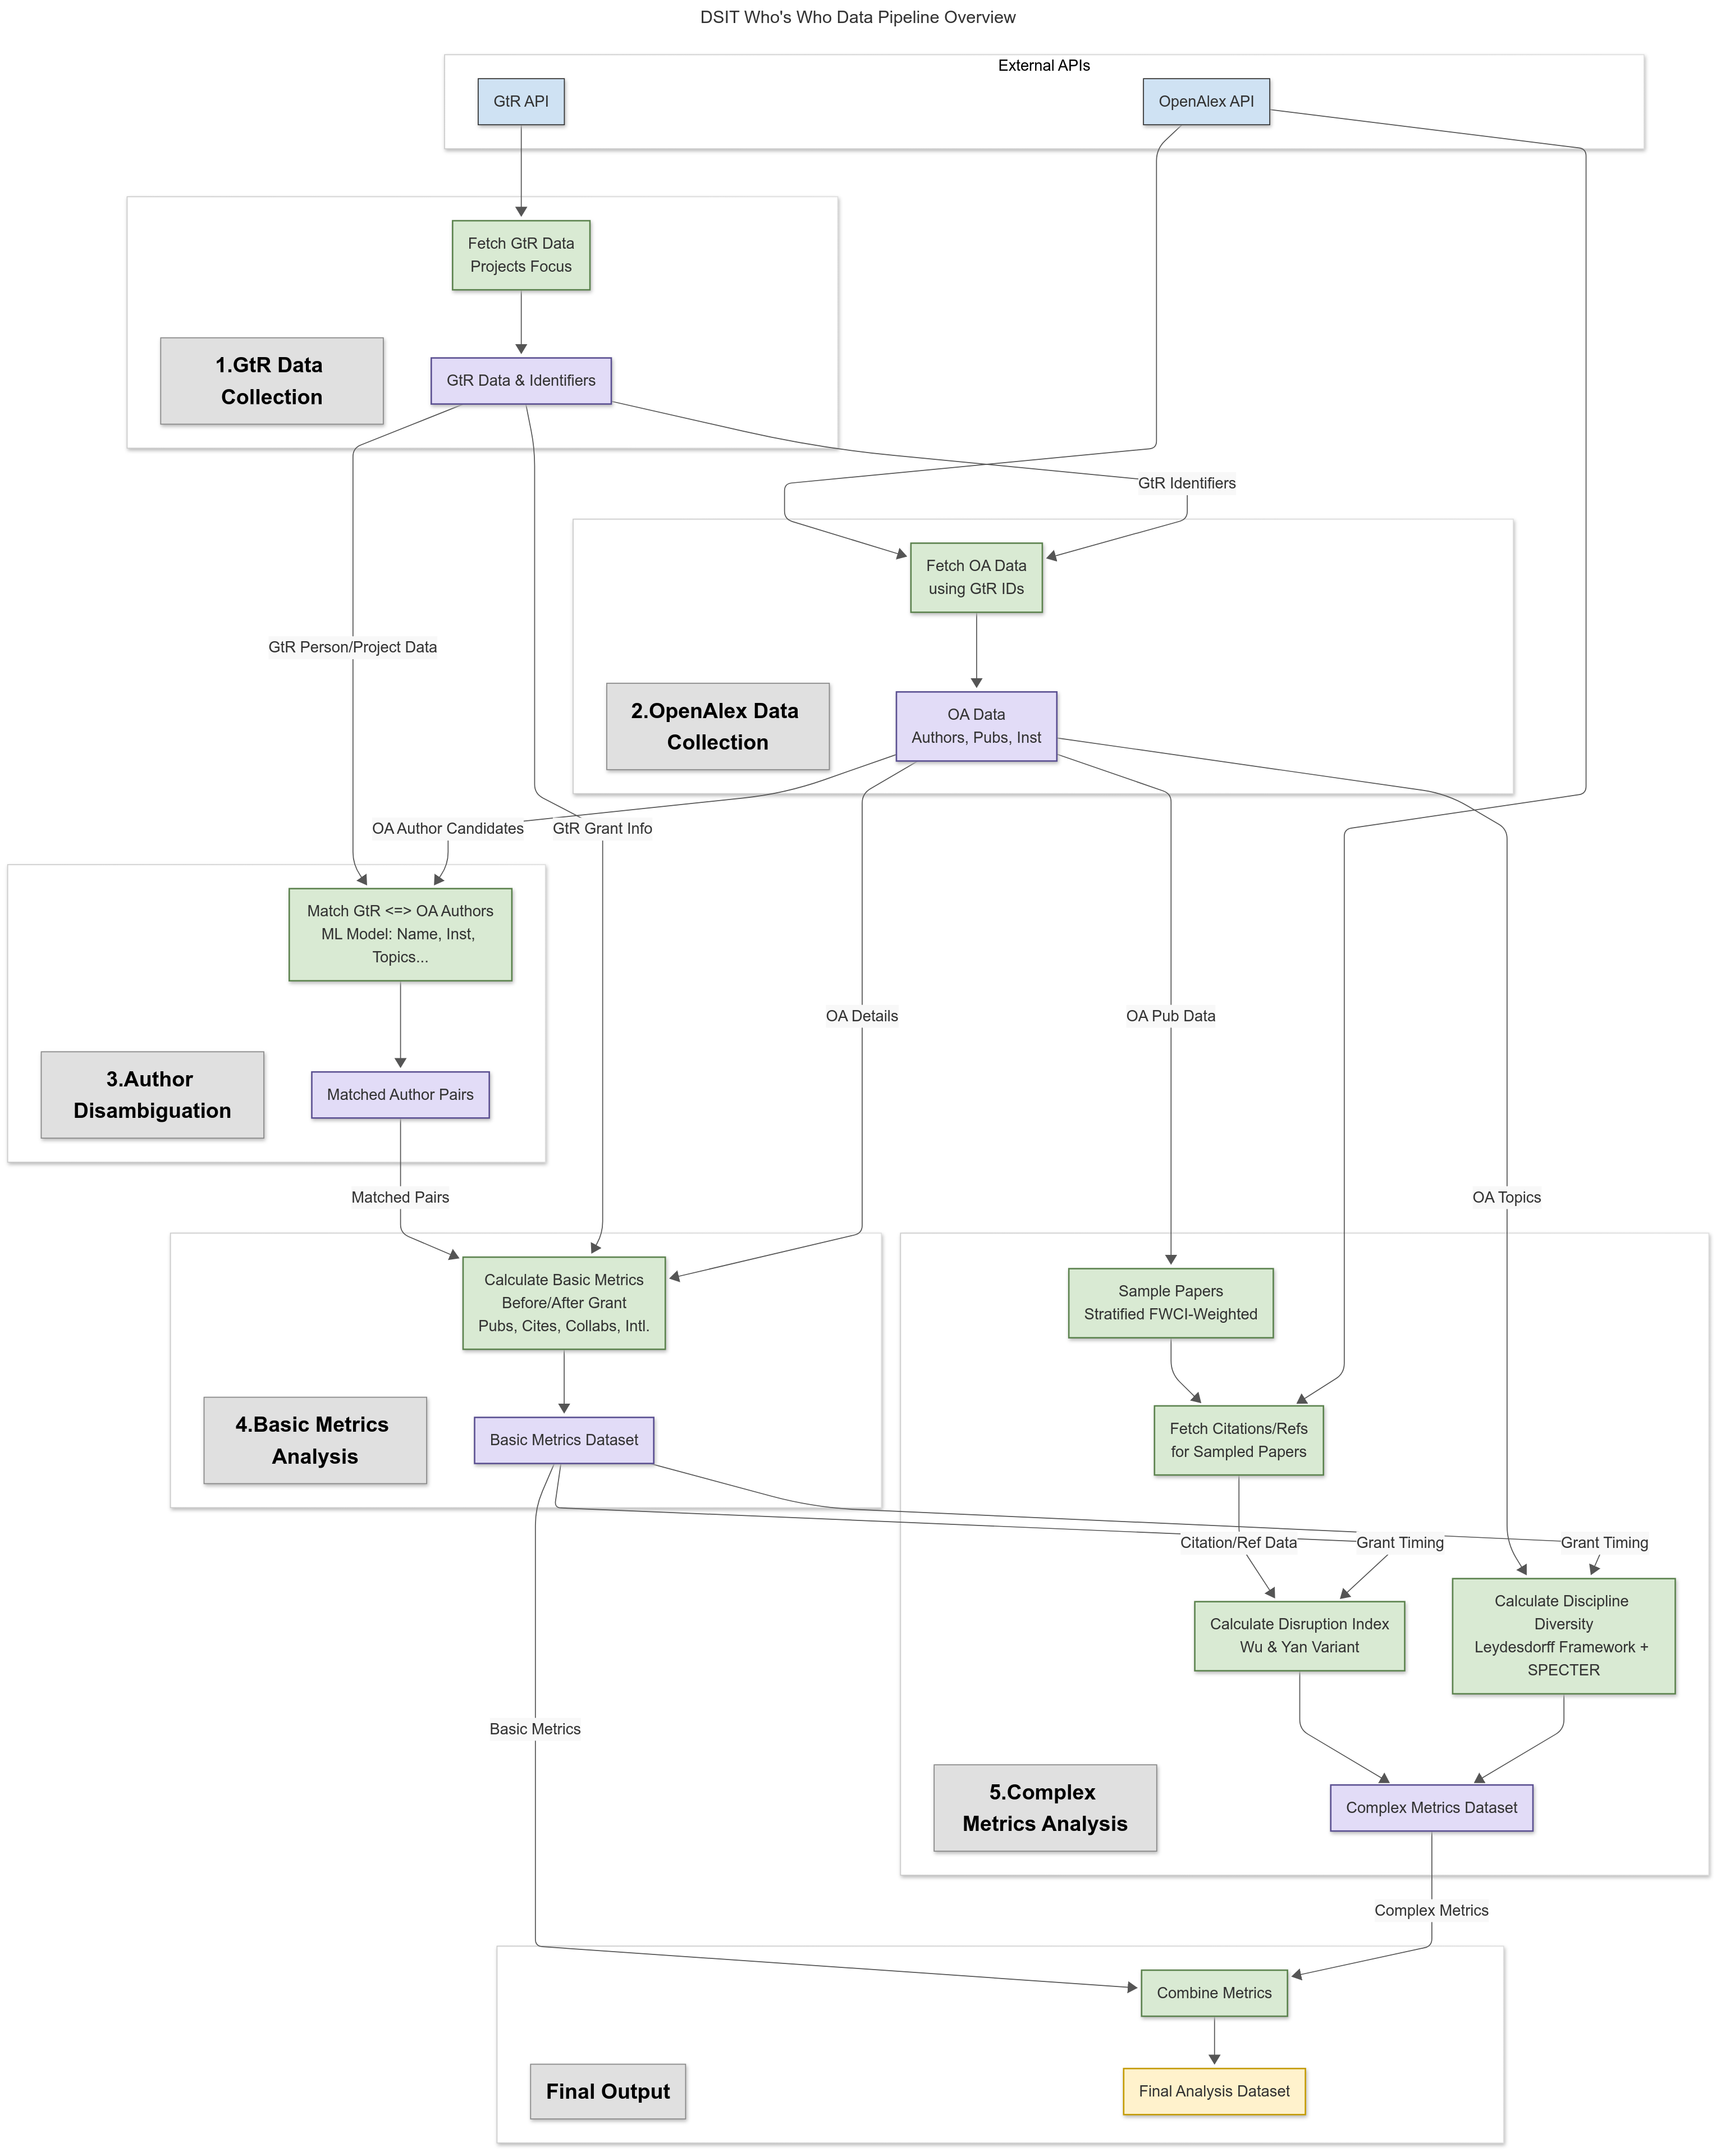 DSIT Who's Who Data Pipeline Overview
External APIs
GtR API
OpenAlex API
Fetch GtR Data
Projects Focus
1.GtR Data
Collection
GtR Data & Identifiers
GtR Identifiers
Fetch OA Data
using GtR IDs
GtR Person/Project Data
2.OpenAlex Data
Collection
OA Data
Authors, Pubs, Inst
OA Author Candidates
GtR Grant Info
Match GtR <=> OA Authors
ML Model: Name, Inst,
Topics...
OA Details
OA Pub Data
3.Author
Disambiguation
Matched Author Pairs
Matched Pairs
OA Topics
Calculate Basic Metrics
Before/After Grant
Pubs, Cites, Collabs, Intl.
Sample Papers
Stratified FWCI-Weighted
4.Basic Metrics
Analysis
Basic Metrics Dataset
Fetch Citations/Refs
for Sampled Papers
Citation/Ref Data
Grant Timing
Grant Timing
Calculate Disruption Index
Wu & Yan Variant
Calculate Discipline
Diversity
Leydesdorff Framework +
SPECTER
Basic Metrics
5.Complex
Metrics Analysis
Complex Metrics Dataset
Complex Metrics
Combine Metrics
Final Output
Final Analysis Dataset